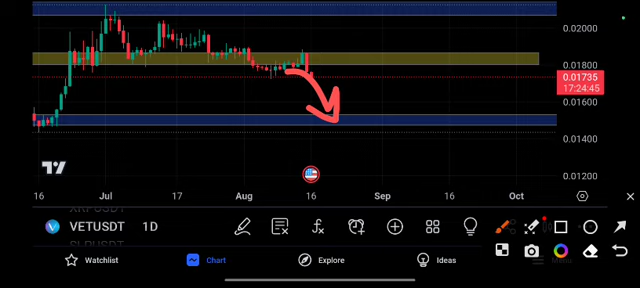 0.02000
0.01800
0.01735
17:24:45
0.01600
0.01400
0.01200
16 Jul 17 Aug 16 Sep 16 Oct
XRPUSDT
VETUSDT 1D
Watchlist Chart Explore Ideas